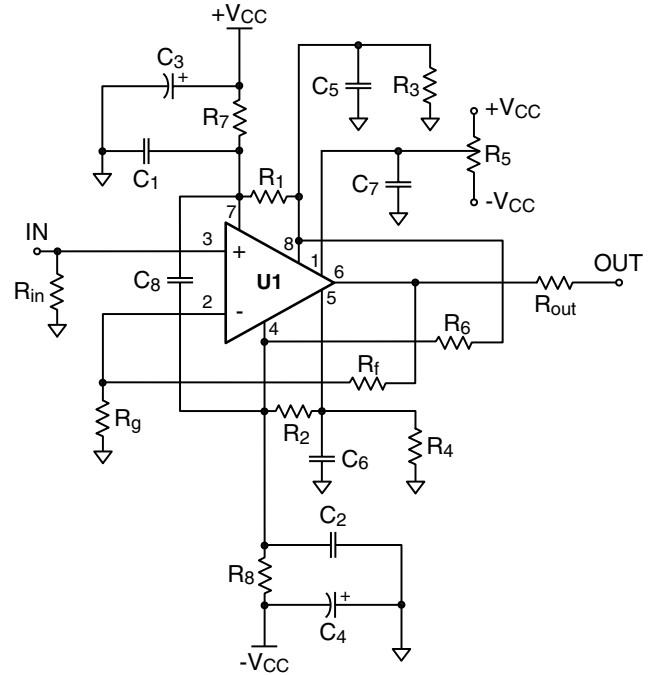 +VCC
C3
+
R7
C1
C5
R3
+VCC
R5
-VCC
C7
R1
7
8
1
IN
3
+
U1
6
OUT
Rin
C8
2
-
4
5
Rout
R6
Rf
Rg
R2
R4
C6
C2
R8
+
C4
-VCC